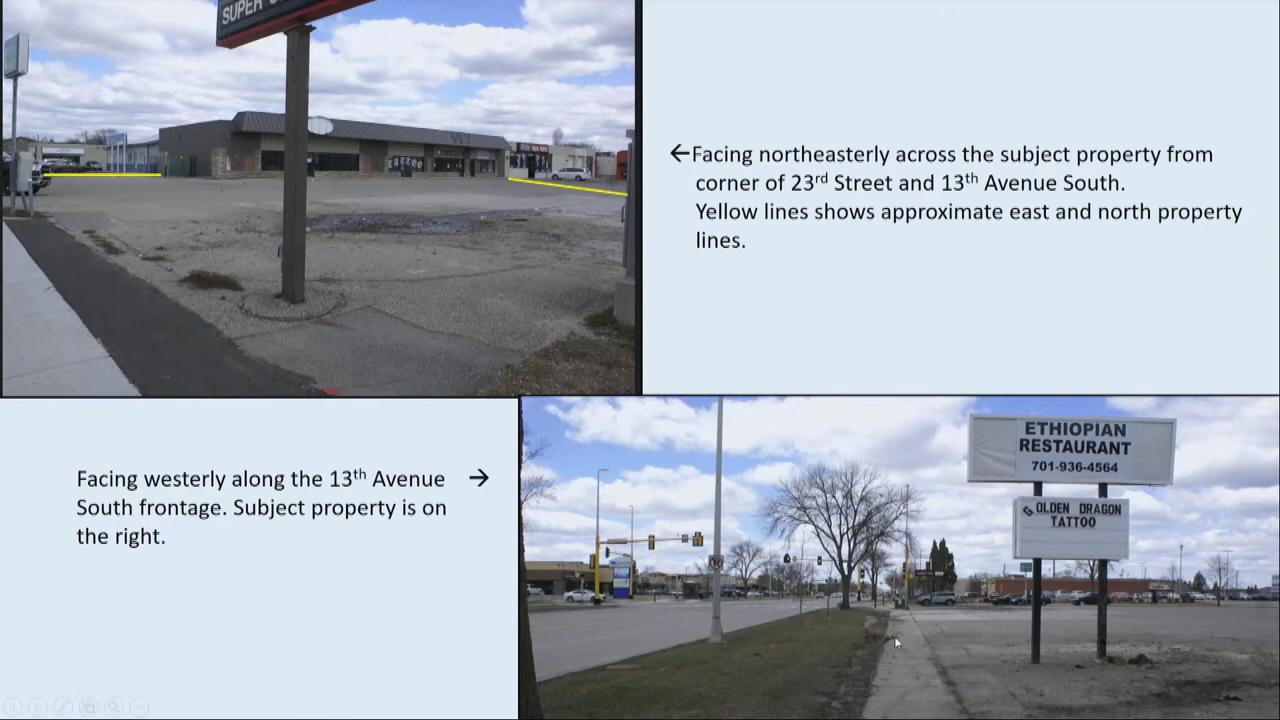 SUPER
←Facing northeasterly across the subject property from
corner of 23rd Street and 13th Avenue South.
Yellow lines shows approximate east and north property
lines.
TATTOO
Facing westerly along the 13th Avenue →
South frontage. Subject property is on
the right.
ETHIOPIAN
RESTAURANT
701-936-4564
GOLDEN DRAGON
TATTOO